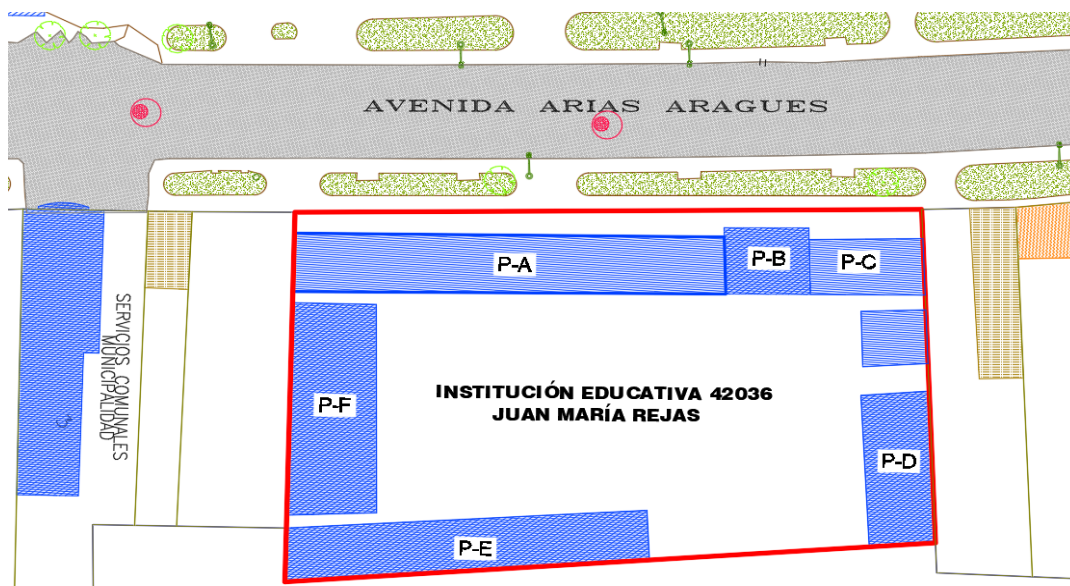 AVENIDA ARIAS ARAGUES
P-A
P-B
P-C
SERVICIOS COMUNALES
MUNICIPALIDAD
INSTITUCIÓN EDUCATIVA 42036
JUAN MARÍA REJAS
P-F
P-D
P-E